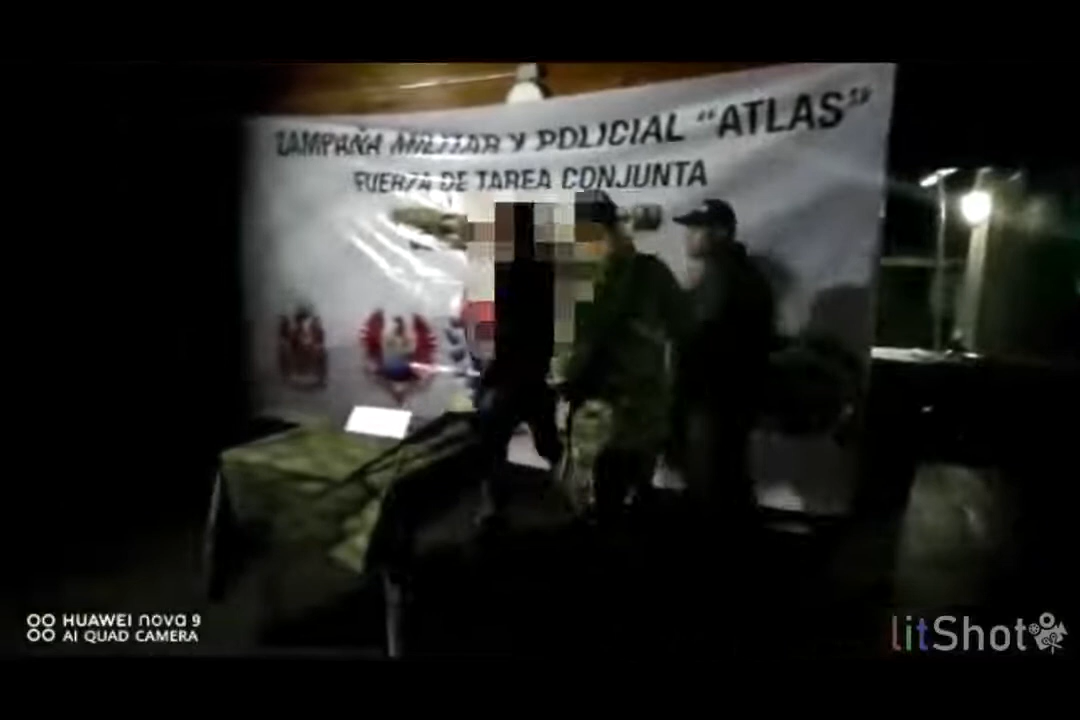 CAMPAÑA MILITAR Y POLICIAL “ATLAS”
FUERZA DE TAREA CONJUNTA
HUAWEI nova 9
AI QUAD CAMERA
litShot